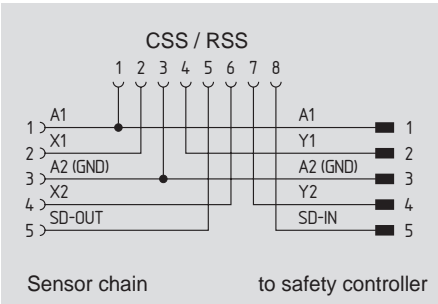 CSS / RSS
1 2 3 4 5 6 7 8
1 A1 A1 1
2 X1 Y1 2
3 A2 (GND) A2 (GND) 3
4 X2 Y2 4
5 SD-OUT SD-IN 5
Sensor chain to safety controller